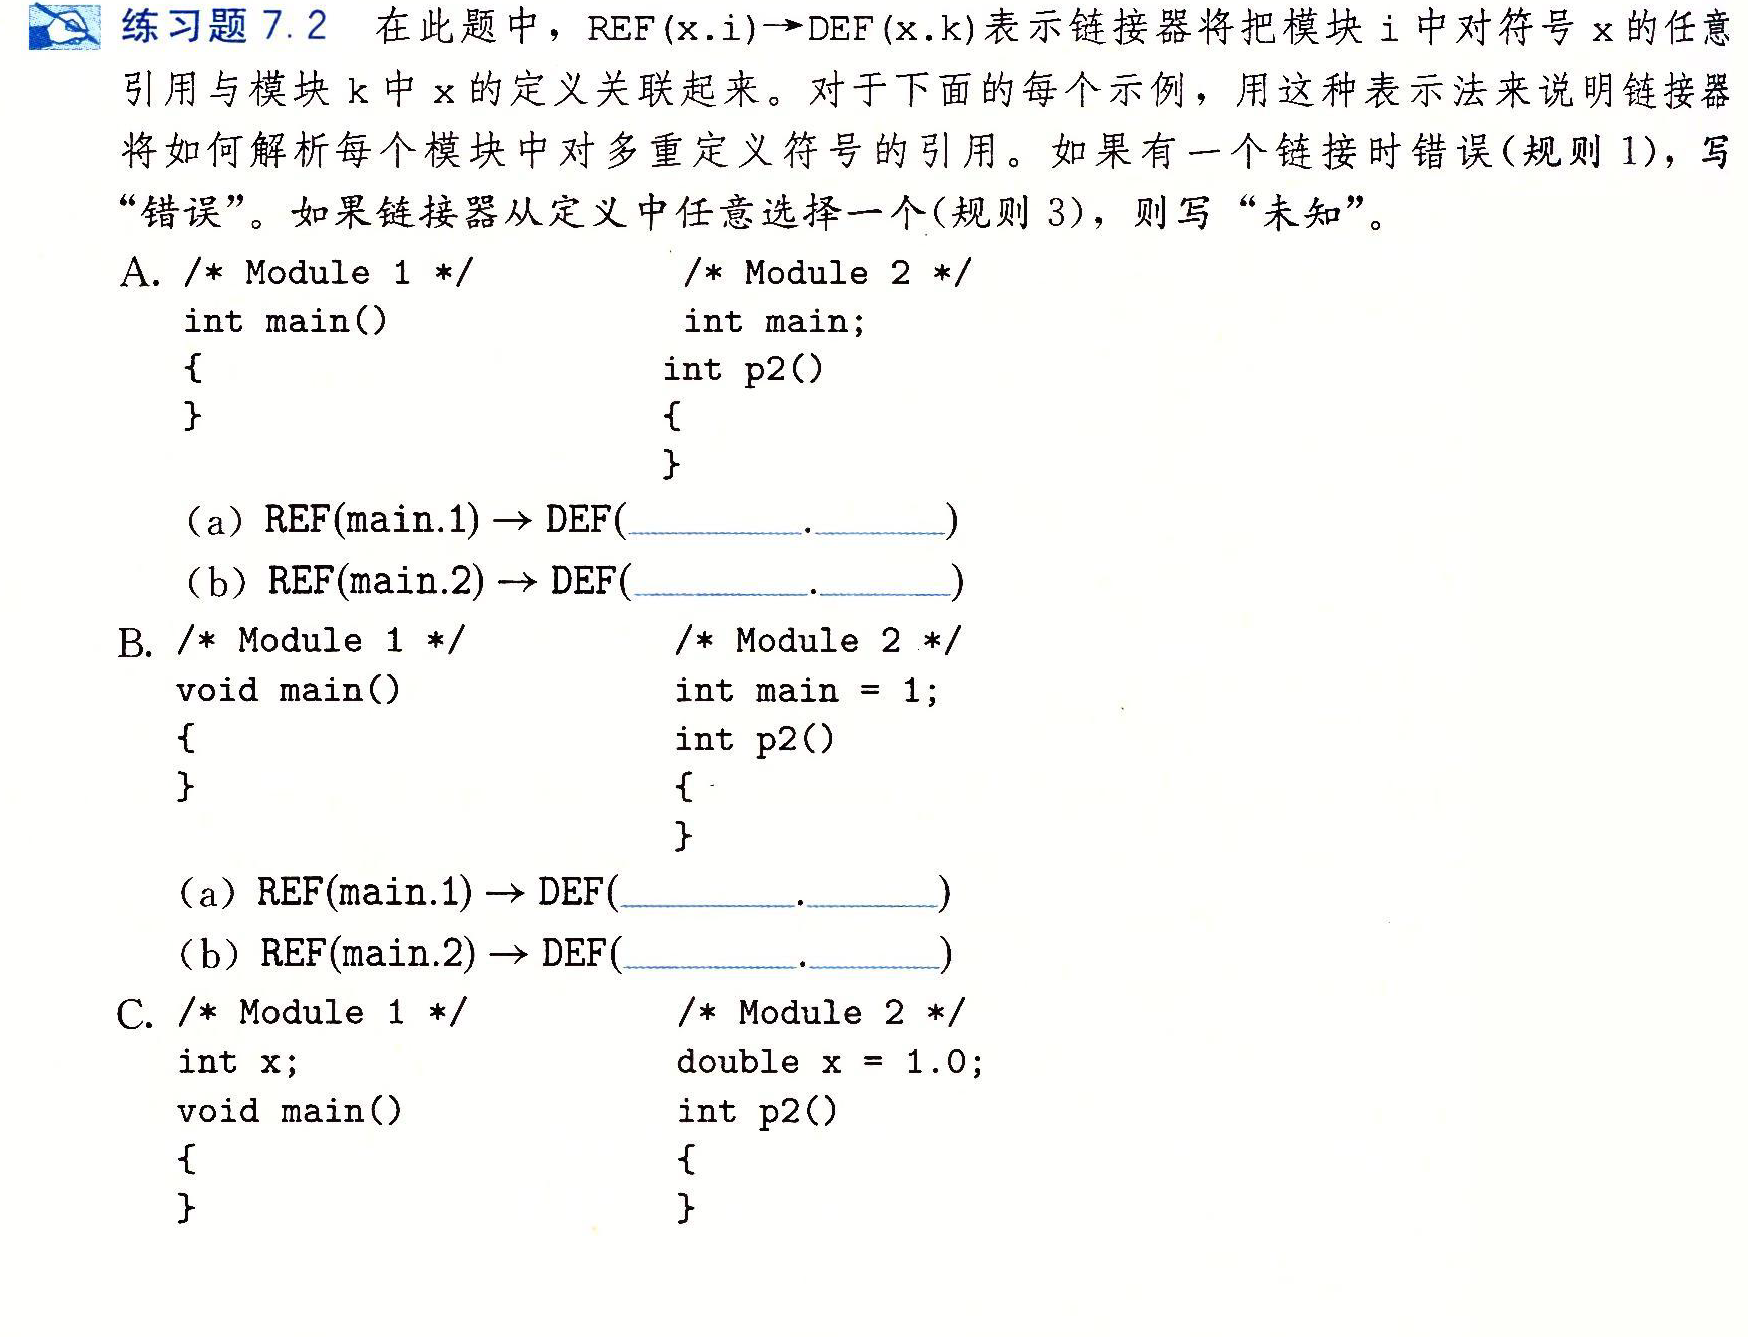 练习题 7.2 在此题中，REF(x.i)→DEF(x.k)表示链接器将把模块 i 中对符号 x 的任意
引用与模块 k 中 x 的定义关联起来。对于下面的每个示例，用这种表示法来说明链接器
将如何解析每个模块中对多重定义符号的引用。如果有一个链接时错误(规则 1)，写
“错误”。如果链接器从定义中任意选择一个(规则 3)，则写“未知”。
A. /* Module 1 */ /* Module 2 */
int main() int main;
{ int p2()
} {
}
(a) REF(main.1) → DEF(______.______)
(b) REF(main.2) → DEF(______.______)
B. /* Module 1 */ /* Module 2 */
void main() int main = 1;
{ int p2()
} {
}
(a) REF(main.1) → DEF(______.______)
(b) REF(main.2) → DEF(______.______)
C. /* Module 1 */ /* Module 2 */
int x; double x = 1.0;
void main() int p2()
{ {
} }